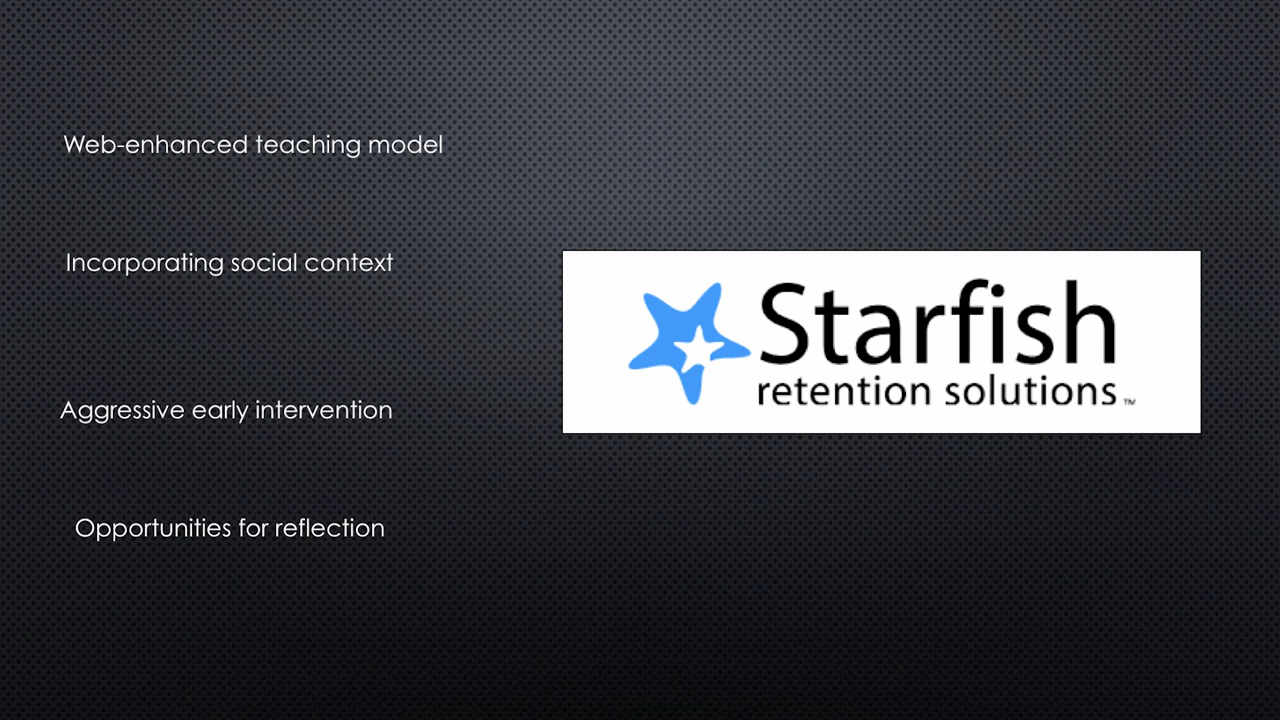 Web-enhanced teaching model
Incorporating social context
Aggressive early intervention
Opportunities for reflection
Starfish
retention solutions™